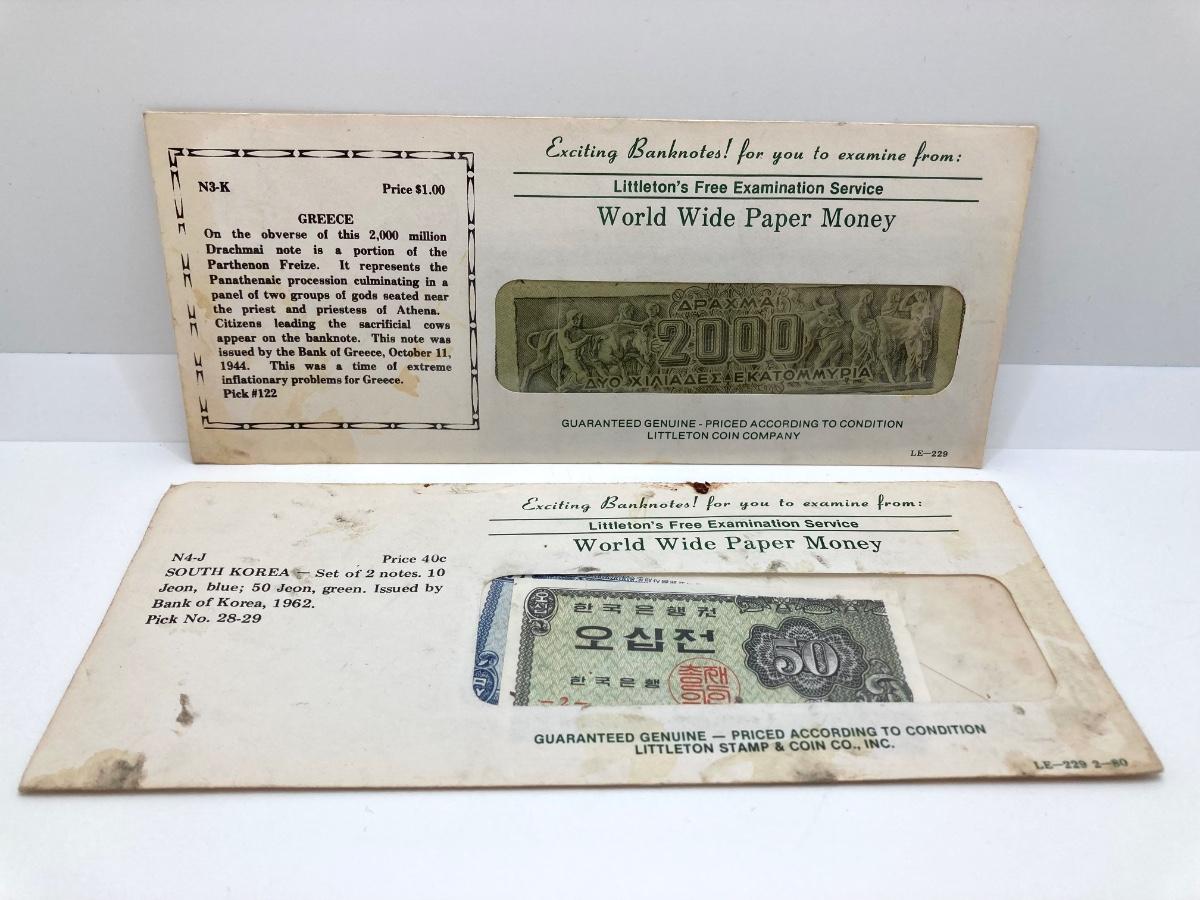 N3-K Price $1.00
GREECE
On the obverse of this 2,000 million
Drachmai note is a portion of the
Parthenon Freize. It represents the
Panathenaic procession culminating in a
panel of two groups of gods seated near
the priest and priestess of Athena.
Citizens leading the sacrificial cows
appear on the banknote. This note was
issued by the Bank of Greece, October 11,
1944. This was a time of extreme
inflationary problems for Greece.
Pick #122
Exciting Banknotes! for you to examine from:
Littleton's Free Examination Service
World Wide Paper Money
ΔΡΑΧΜΑΙ
2000
ΔΥΟ ΧΙΛΙΑΔΕΣ ΕΚΑΤΟΜΜΥΡΙΑ
GUARANTEED GENUINE - PRICED ACCORDING TO CONDITION
LITTLETON COIN COMPANY
LE-229
N4-J Price 40c
SOUTH KOREA — Set of 2 notes. 10
Jeon, blue; 50 Jeon, green. Issued by
Bank of Korea, 1962.
Pick No. 28-29
Exciting Banknotes! for you to examine from:
Littleton's Free Examination Service
World Wide Paper Money
한국은행권
오십전
50
한국은행
GUARANTEED GENUINE — PRICED ACCORDING TO CONDITION
LITTLETON STAMP & COIN CO., INC.
LE-229 2-80